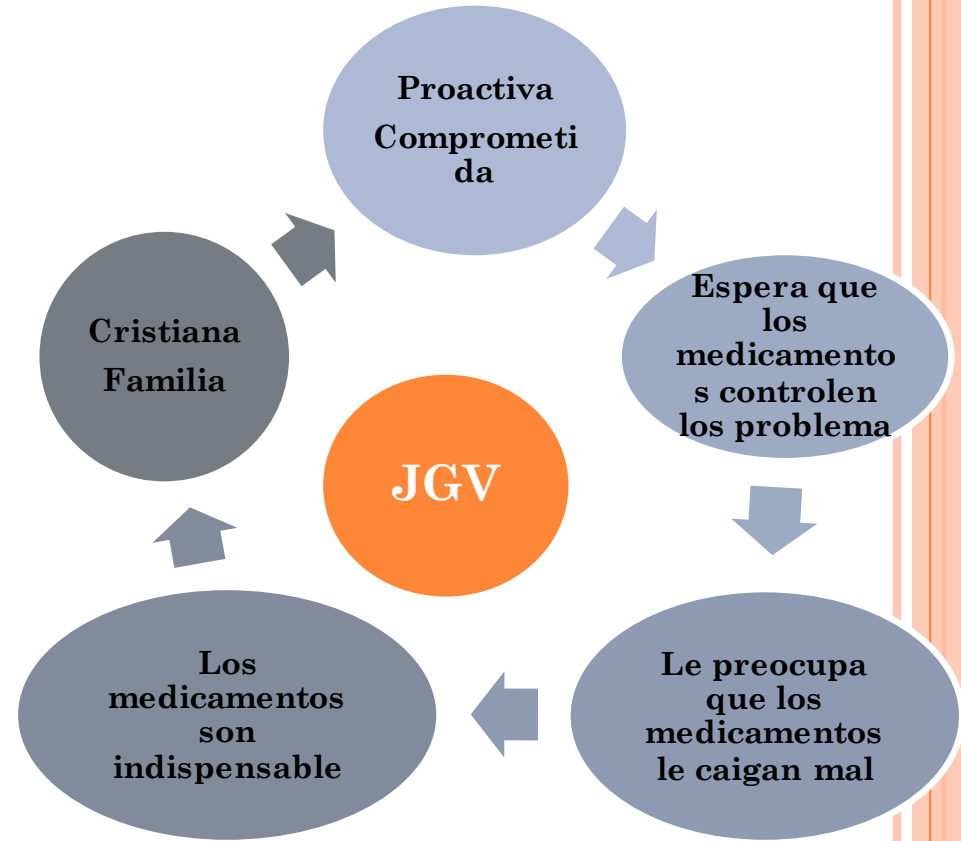 Proactiva
Comprometi
da
Espera que
los
medicamento
s controlen
los problema
Le preocupa
que los
medicamentos
le caigan mal
Los
medicamentos
son
indispensable
Cristiana
Familia
JGV